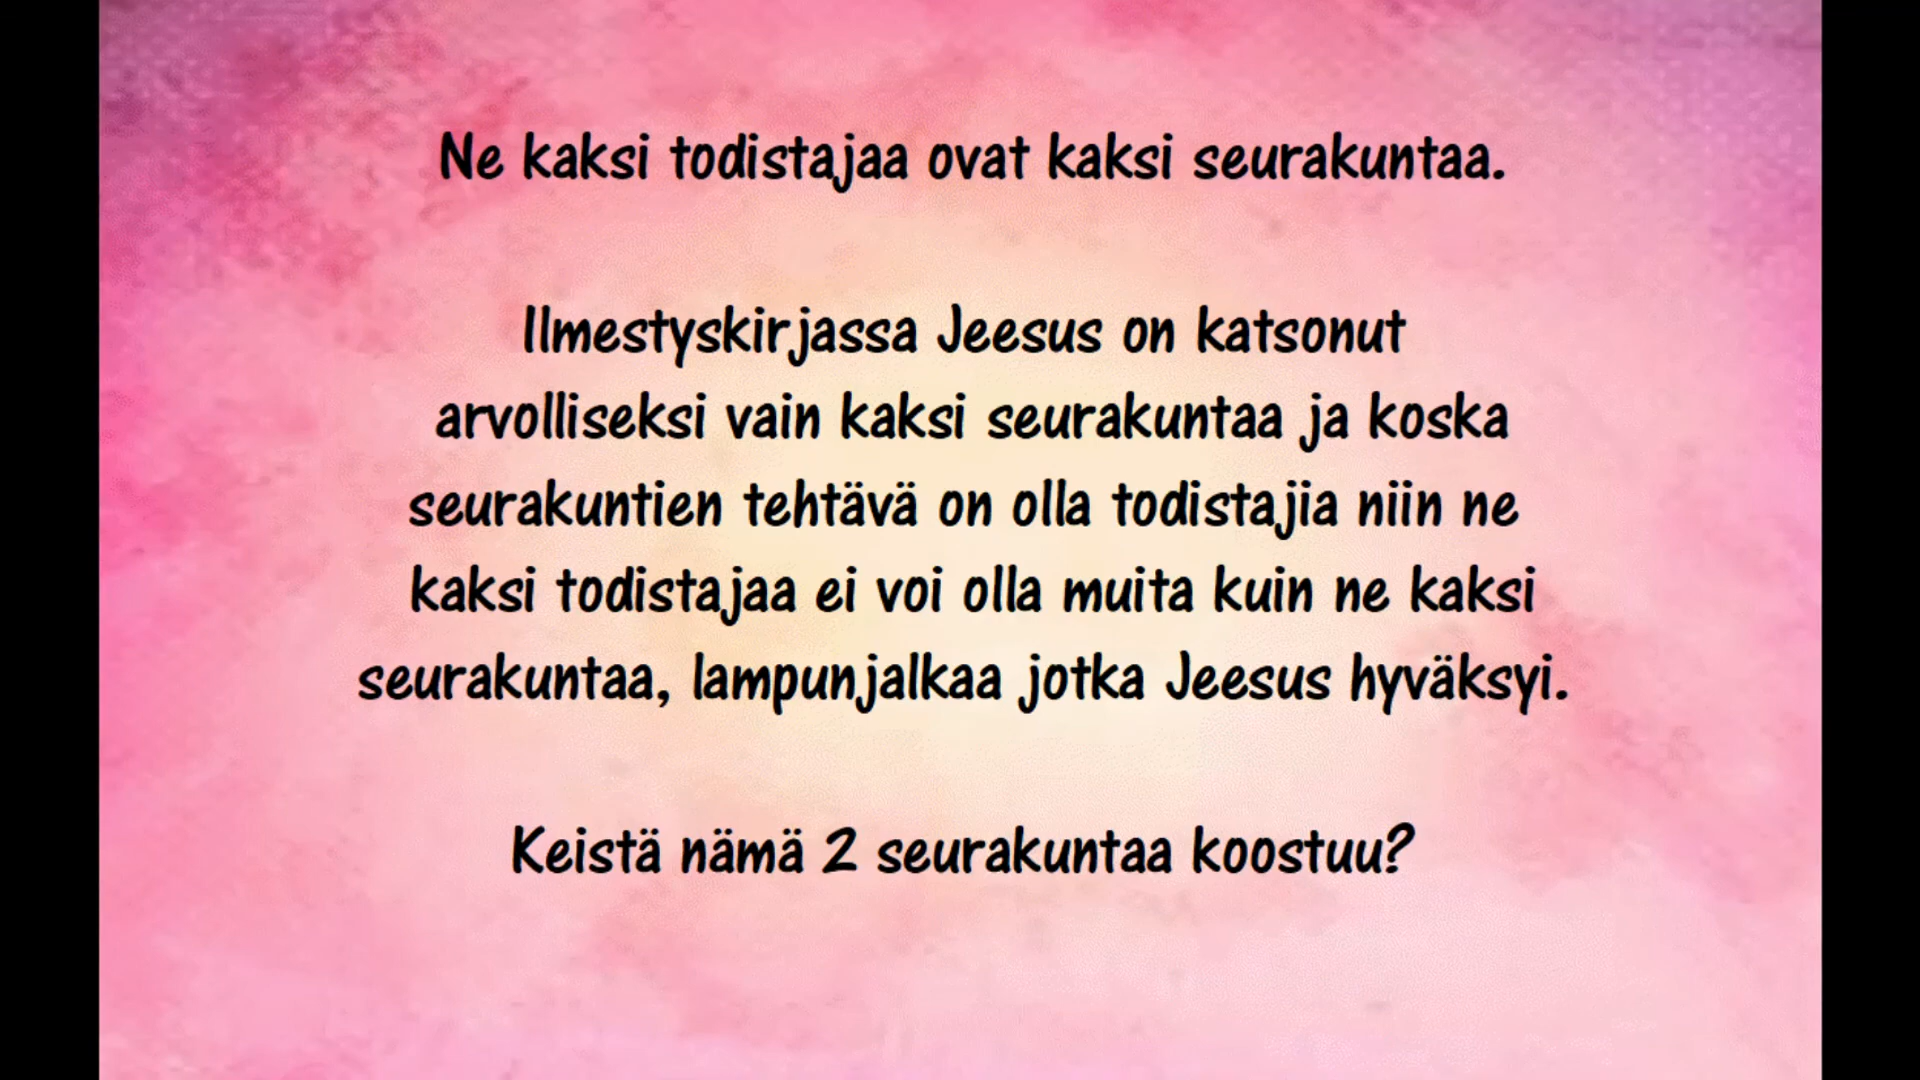 Ne kaksi todistajaa ovat kaksi seurakuntaa.
Ilmestyskirjassa Jeesus on katsonut
arvolliseksi vain kaksi seurakuntaa ja koska
seurakuntien tehtävä on olla todistajia niin ne
kaksi todistajaa ei voi olla muita kuin ne kaksi
seurakuntaa, lampunjalkaa jotka Jeesus hyväksyi.
Keistä nämä 2 seurakuntaa koostuu?